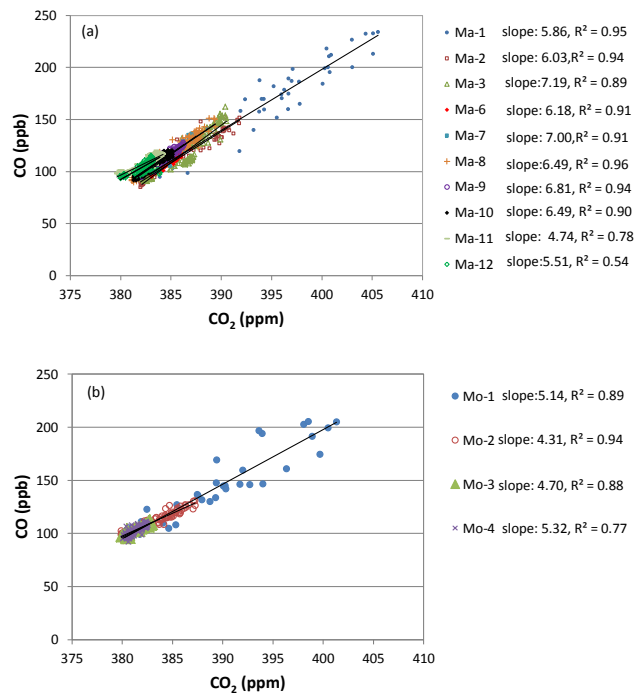 (a)
250
200
150
100
50
0
CO (ppb)
375 380 385 390 395 400 405 410
CO₂ (ppm)
Ma-1 slope: 5.86, R² = 0.95
Ma-2 slope: 6.03,R² = 0.94
Ma-3 slope:7.19, R² = 0.89
Ma-6 slope: 6.18, R² = 0.91
Ma-7 slope: 7.00, R² = 0.91
Ma-8 slope: 6.49, R² = 0.96
Ma-9 slope: 6.81, R² = 0.94
Ma-10 slope: 6.49, R² = 0.90
Ma-11 slope: 4.74, R² = 0.78
Ma-12 slope:5.51, R² = 0.54
(b)
250
200
150
100
50
0
CO (ppb)
375 380 385 390 395 400 405 410
CO₂ (ppm)
Mo-1 slope:5.14, R² = 0.89
Mo-2 slope: 4.31, R² = 0.94
Mo-3 slope: 4.70, R² = 0.88
Mo-4 slope: 5.32, R² = 0.77